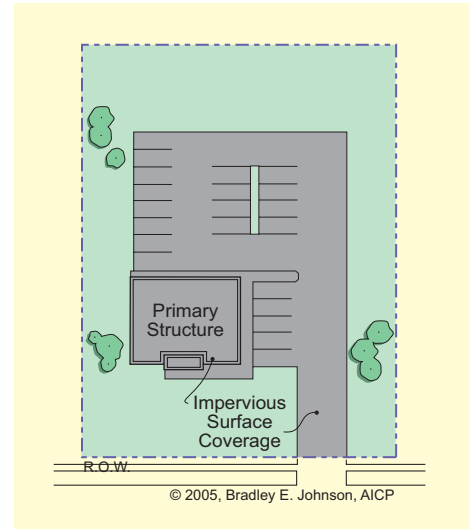 Primary
Structure
Impervious
Surface
Coverage
R.O.W.
© 2005, Bradley E. Johnson, AICP